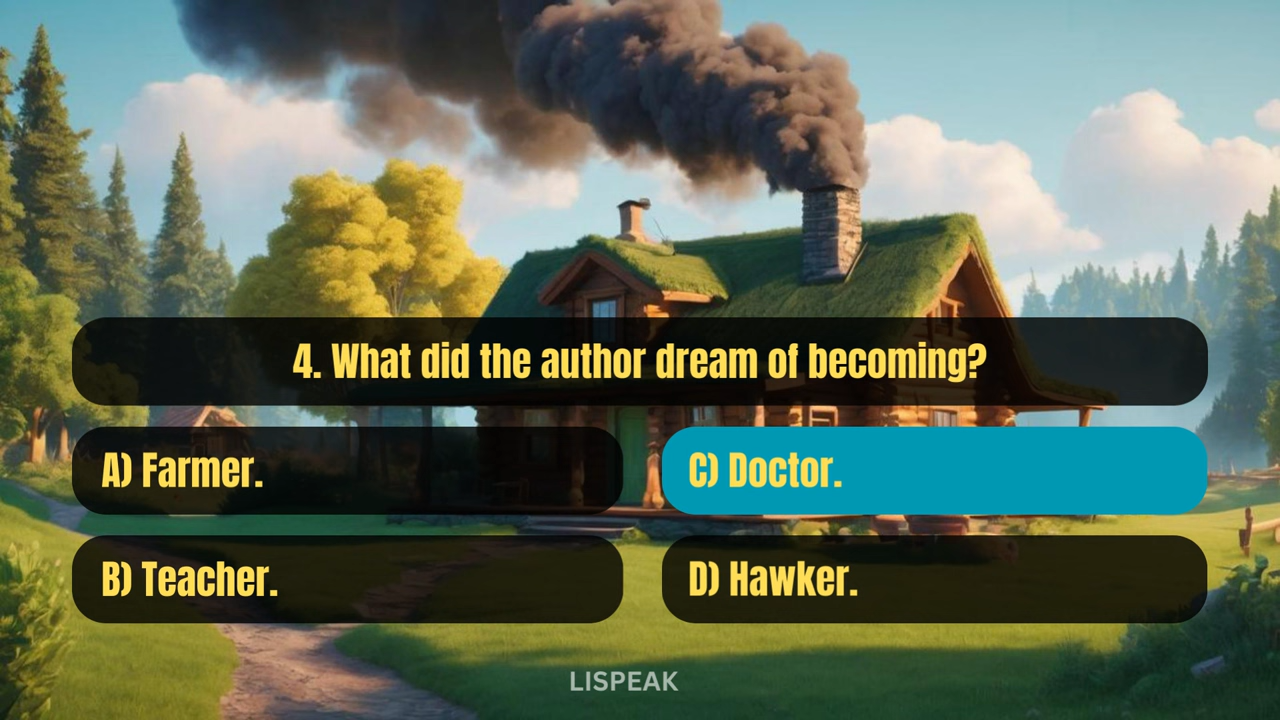 4. What did the author dream of becoming?
A) Farmer.
C) Doctor.
B) Teacher.
D) Hawker.
LISPEAK